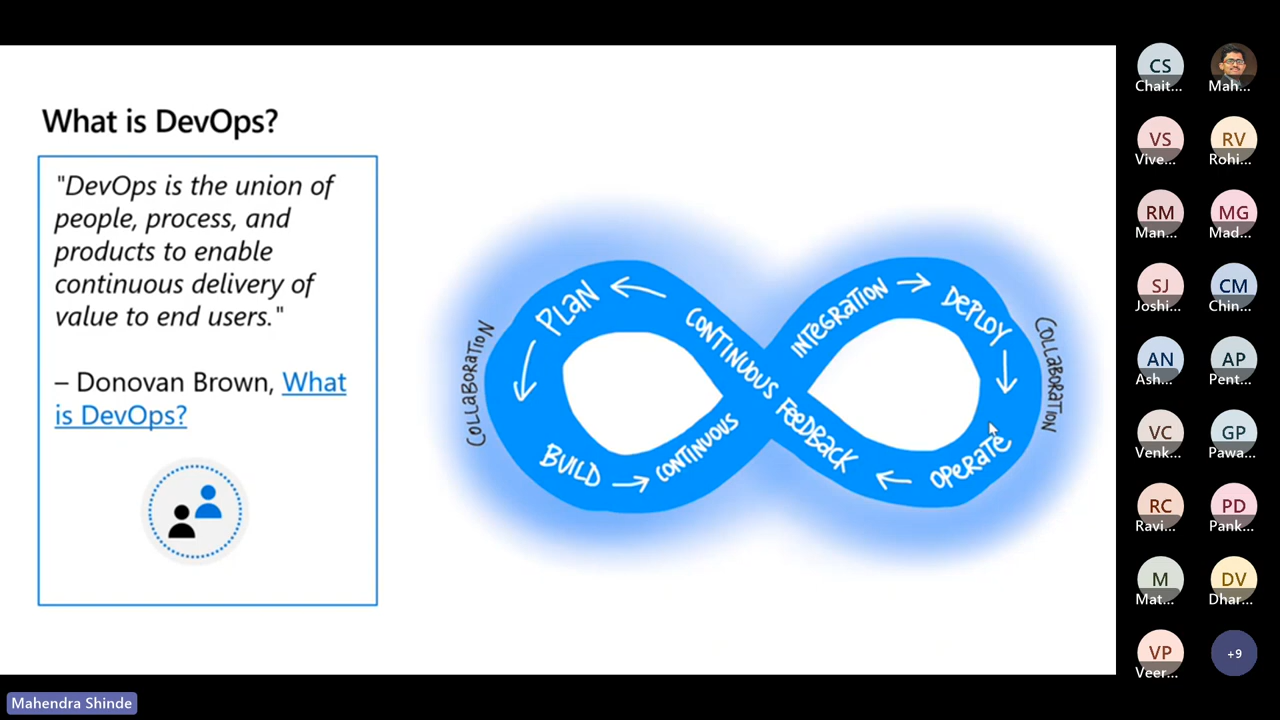 What is DevOps?
"DevOps is the union of
people, process, and
products to enable
continuous delivery of
value to end users."
– Donovan Brown, What
is DevOps?
COLLABORATION
PLAN
BUILD
CONTINUOUS
INTEGRATION
DEPLOY
OPERATE
CONTINUOUS FEEDBACK
COLLABORATION
CS
Chait...
Mah...
VS
Vive...
RV
Rohi...
RM
Man...
MG
Mad...
SJ
Joshi...
CM
Chin...
AN
Ash...
AP
Pent...
VC
Venk...
GP
Pawa...
RC
Ravi...
PD
Pank...
M
Mat...
DV
Dhar...
VP
Veer...
+9
Mahendra Shinde